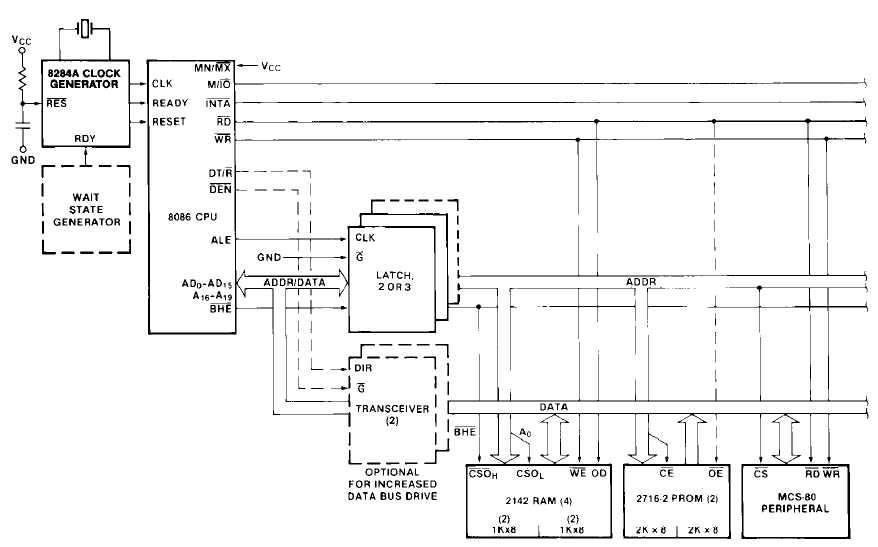 VCC
8284A CLOCK
GENERATOR
RES
RDY
GND
WAIT
STATE
GENERATOR
MN/MX
VCC
CLK
M/IO
READY
INTA
RESET
RD
WR
DT/R
DEN
8086 CPU
ALE
AD0-AD15
A16-A19
BHE
ADDR/DATA
GND
CLK
G
LATCH,
2 OR 3
ADDR
DIR
G
TRANSCEIVER
(2)
OPTIONAL
FOR INCREASED
DATA BUS DRIVE
DATA
BHE
A0
CSOH
CSOL
WE
OD
2142 RAM (4)
(2)
1K×8
(2)
1K×8
CE
OE
2716-2 PROM (2)
2K × 8
2K × 8
CS
RD
WR
MCS-80
PERIPHERAL